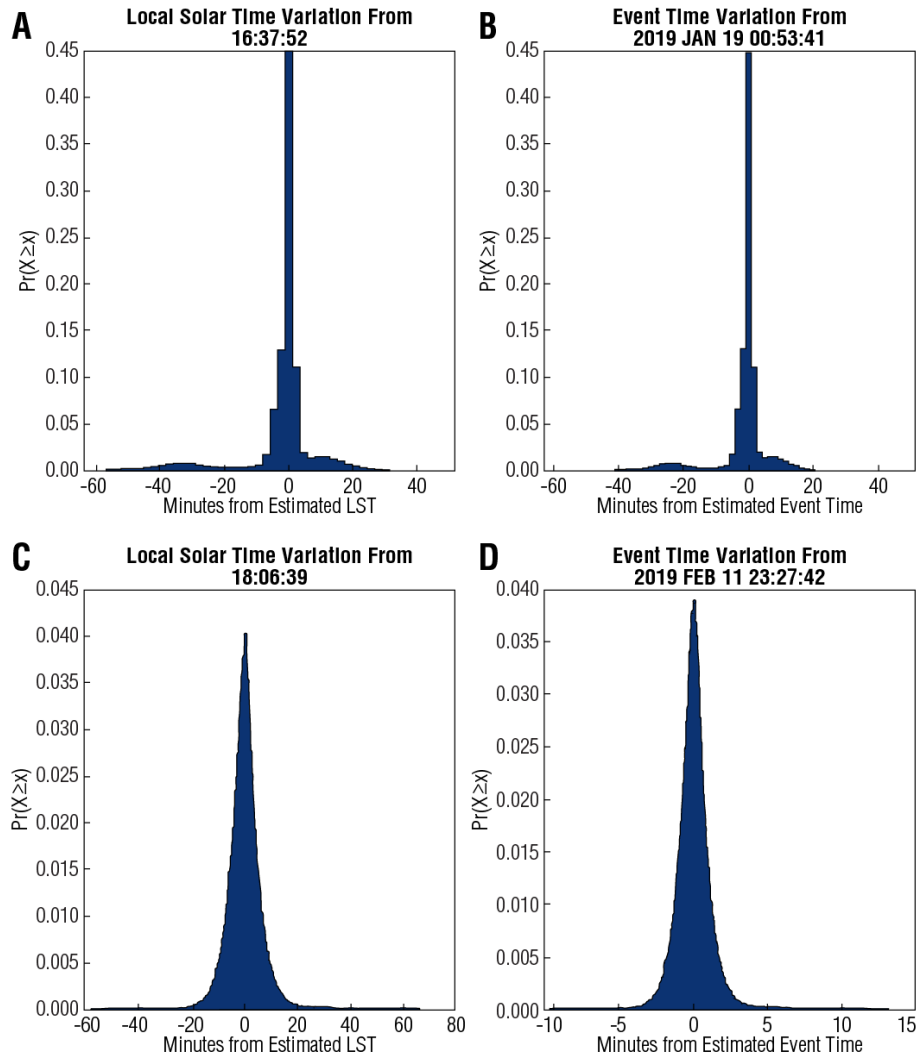 A
Local Solar Time Variation From
16:37:52
0.45
0.40
0.35
0.30
0.45
0.20
0.15
0.10
0.05
0.00
Pr(X≥x)
-60 -40 -20 0 20 40
Minutes from Estimated LST
B
Event Time Variation From
2019 JAN 19 00:53:41
0.45
0.40
0.35
0.30
0.25
0.20
0.15
0.10
0.05
0.00
Pr(X≥x)
-60 -40 -20 0 20 40
Minutes from Estimated Event Time
C
Local Solar Time Variation From
18:06:39
0.045
0.040
0.035
0.030
0.025
0.020
0.015
0.010
0.005
0.000
Pr(X≥x)
-60 -40 -20 0 20 40 60 80
Minutes from Estimated LST
D
Event Time Variation From
2019 FEB 11 23:27:42
0.040
0.035
0.030
0.025
0.020
0.015
0.010
0.005
0.000
Pr(X≥x)
-10 -5 0 5 10 15
Minutes from Estimated Event Time